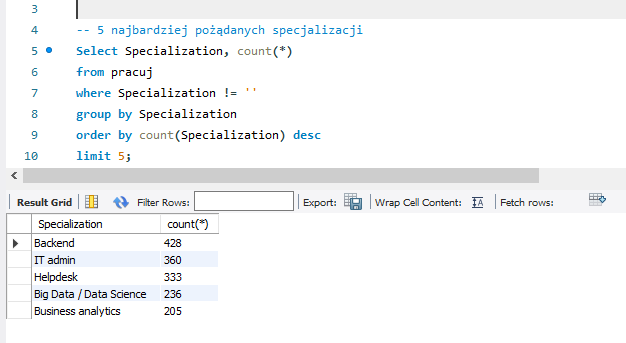 3
4 -- 5 najbardziej pożądanych specjalizacji
5 Select Specialization, count(*)
6 from pracuj
7 where Specialization != ''
8 group by Specialization
9 order by count(Specialization) desc
10 limit 5;
Result Grid Filter Rows: Export: Wrap Cell Content: IA Fetch rows:
Specialization count(*)
Backend 428
IT admin 360
Helpdesk 333
Big Data / Data Science 236
Business analytics 205